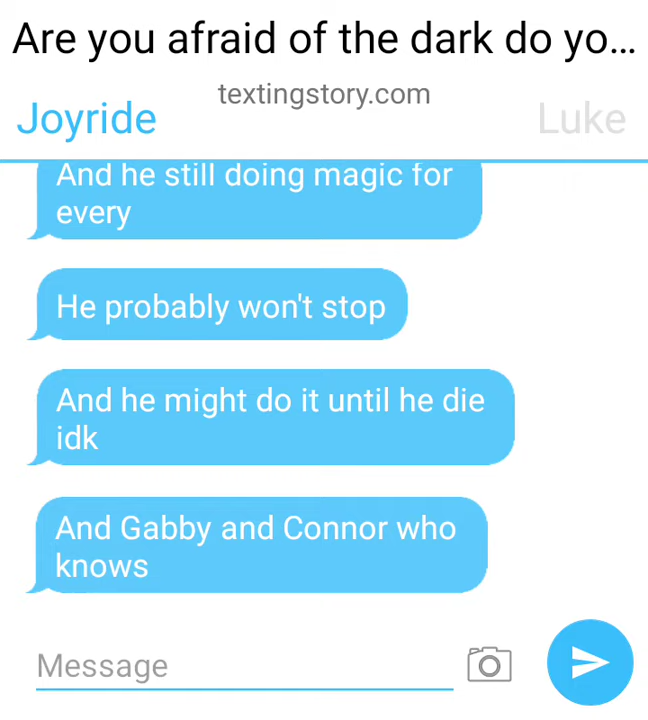 Are you afraid of the dark do yo...
textingstory.com
Joyride
Luke
And he still doing magic for
every
He probably won't stop
And he might do it until he die
idk
And Gabby and Connor who
knows
Message